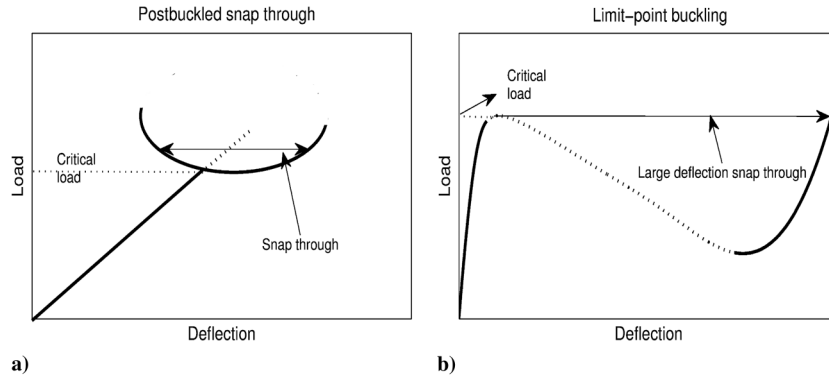 Postbuckled snap through
Load
Critical
load
Snap through
Deflection
a)
Limit−point buckling
Load
Critical
load
Large deflection snap through
Deflection
b)